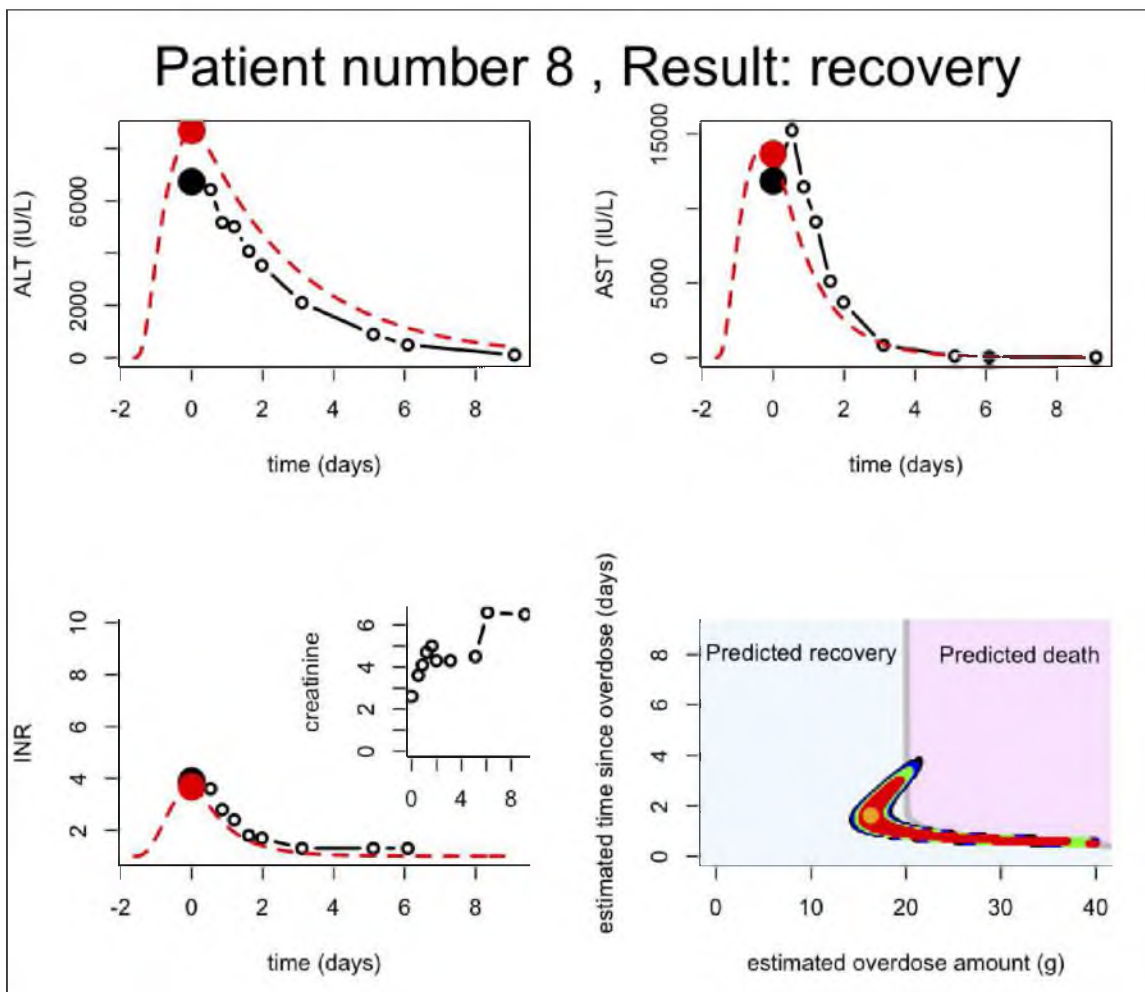 Patient number 8 , Result: recovery
ALT (IU/L)
6000
2000
0
-2 0 2 4 6 8
time (days)
AST (IU/L)
15000
5000
0
-2 0 2 4 6 8
time (days)
INR
10
8
6
4
2
-2 0 2 4 6 8
time (days)
creatinine
6
4
2
0
0 4 8
estimated time since overdose (days)
8
6
4
2
0
Predicted recovery
Predicted death
0 10 20 30 40
estimated overdose amount (g)